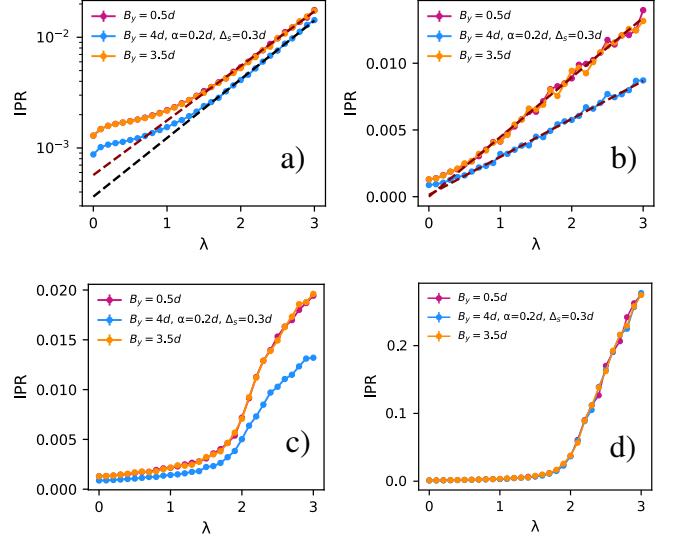 B_y = 0.5d
B_y = 4d, α=0.2d, Δ_s=0.3d
B_y = 3.5d
IPR
10^−2
10^−3
0 1 2 3
λ
a)
B_y = 0.5d
B_y = 4d, α=0.2d, Δ_s=0.3d
B_y = 3.5d
IPR
0.010
0.005
0.000
0 1 2 3
λ
b)
B_y = 0.5d
B_y = 4d, α=0.2d, Δ_s=0.3d
B_y = 3.5d
IPR
0.020
0.015
0.010
0.005
0.000
0 1 2 3
λ
c)
B_y = 0.5d
B_y = 4d, α=0.2d, Δ_s=0.3d
B_y = 3.5d
IPR
0.2
0.1
0.0
0 1 2 3
λ
d)